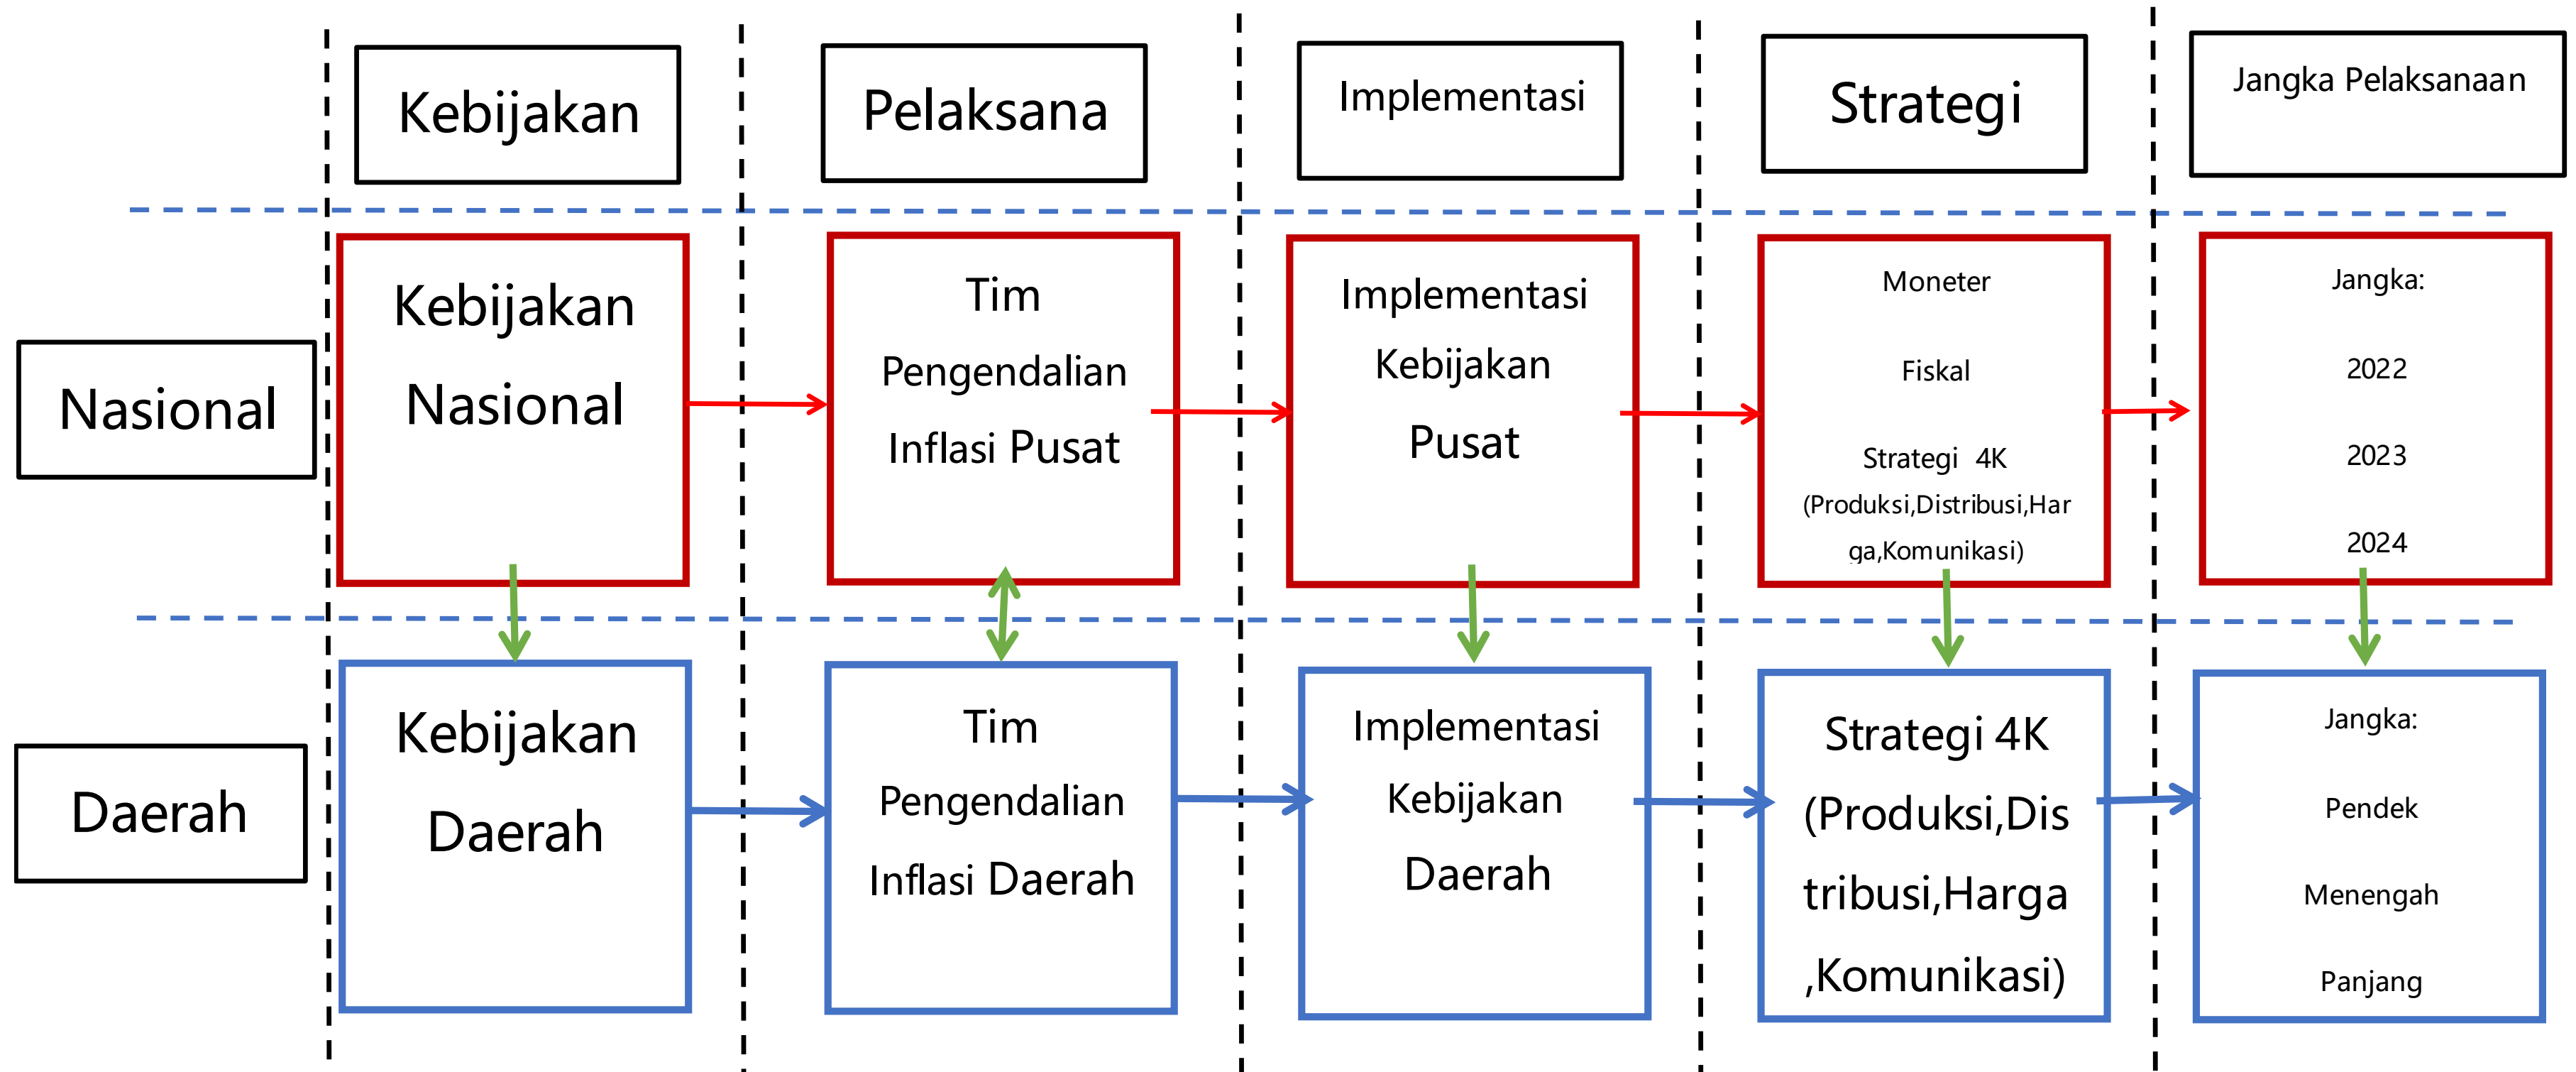 Kebijakan
Pelaksana
Implementasi
Strategi
Jangka Pelaksanaan
Nasional
Kebijakan
Nasional
Tim
Pengendalian
Inflasi Pusat
Implementasi
Kebijakan
Pusat
Moneter
Fiskal
Strategi 4K
(Produksi,Distribusi,Har
ga,Komunikasi)
Jangka:
2022
2023
2024
Daerah
Kebijakan
Daerah
Tim
Pengendalian
Inflasi Daerah
Implementasi
Kebijakan
Daerah
Strategi 4K
(Produksi,Dis
tribusi,Harga
,Komunikasi)
Jangka:
Pendek
Menengah
Panjang